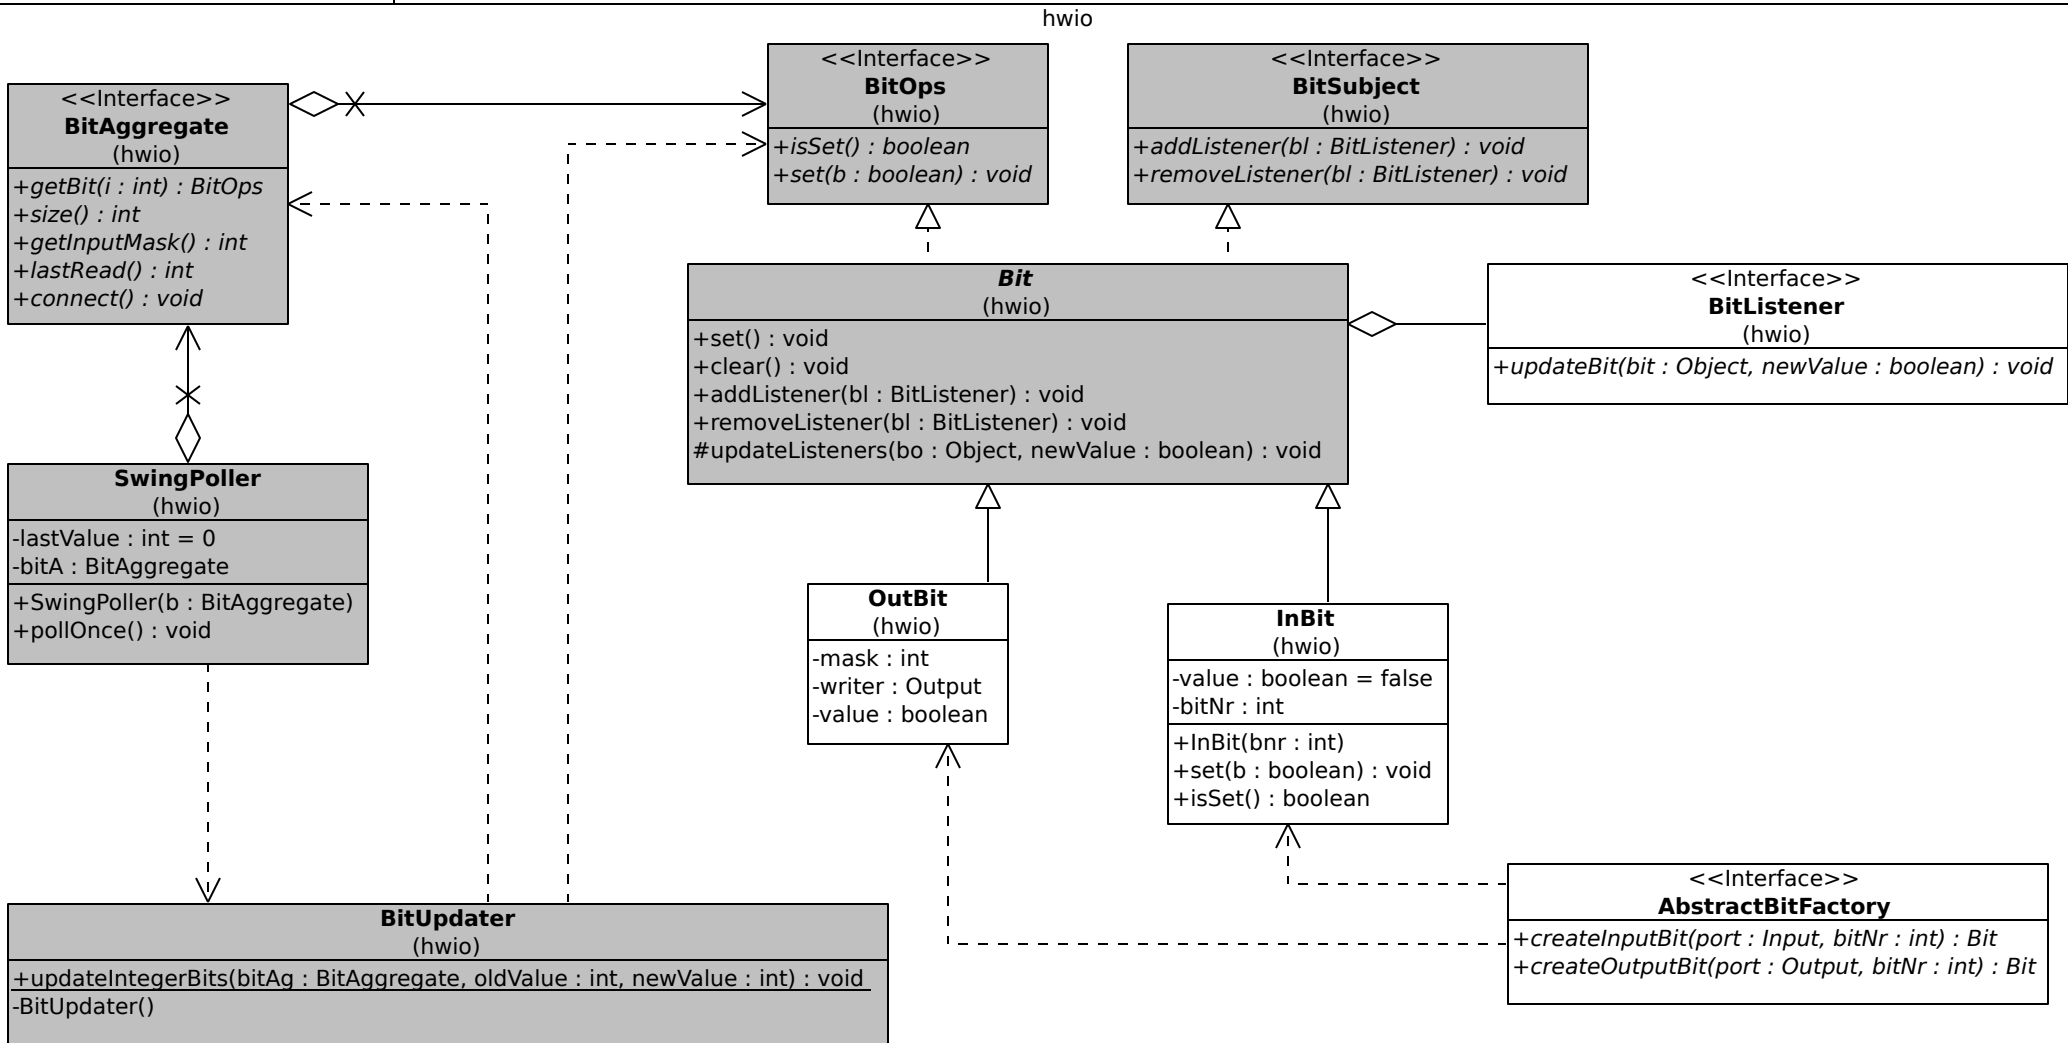 hwio
<<Interface>>
BitAggregate
(hwio)
+getBit(i : int) : BitOps
+size() : int
+getInputMask() : int
+lastRead() : int
+connect() : void
<<Interface>>
BitOps
(hwio)
+isSet() : boolean
+set(b : boolean) : void
<<Interface>>
BitSubject
(hwio)
+addListener(bl : BitListener) : void
+removeListener(bl : BitListener) : void
Bit
(hwio)
+set() : void
+clear() : void
+addListener(bl : BitListener) : void
+removeListener(bl : BitListener) : void
#updateListeners(bo : Object, newValue : boolean) : void
<<Interface>>
BitListener
(hwio)
+updateBit(bit : Object, newValue : boolean) : void
SwingPoller
(hwio)
-lastValue : int = 0
-bitA : BitAggregate
+SwingPoller(b : BitAggregate)
+pollOnce() : void
OutBit
(hwio)
-mask : int
-writer : Output
-value : boolean
InBit
(hwio)
-value : boolean = false
-bitNr : int
+InBit(bnr : int)
+set(b : boolean) : void
+isSet() : boolean
BitUpdater
(hwio)
+updateIntegerBits(bitAg : BitAggregate, oldValue : int, newValue : int) : void
-BitUpdater()
<<Interface>>
AbstractBitFactory
+createInputBit(port : Input, bitNr : int) : Bit
+createOutputBit(port : Output, bitNr : int) : Bit